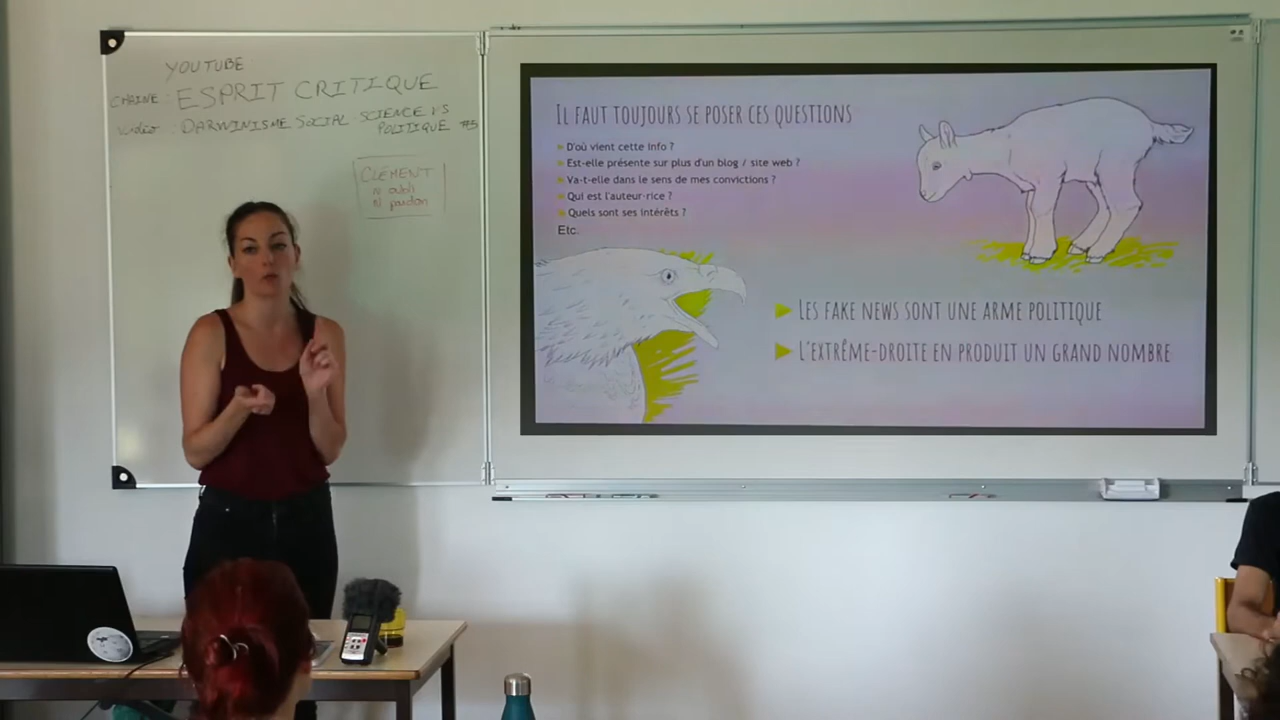 YOUTUBE
CHAINE : ESPRIT CRITIQUE
Vidéo : DARWINISME SOCIAL - SCIENCE VS
POLITIQUE #5
CLÉMENT
NI oubli
NI pardon
IL FAUT TOUJOURS SE POSER CES QUESTIONS
D'où vient cette info ?
Est-elle présente sur plus d'un blog / site web ?
Va-t-elle dans le sens de mes convictions ?
Qui est l'auteur·rice ?
Quels sont ses intérêts ?
Etc.
LES FAKE NEWS SONT UNE ARME POLITIQUE
L'EXTRÊME-DROITE EN PRODUIT UN GRAND NOMBRE